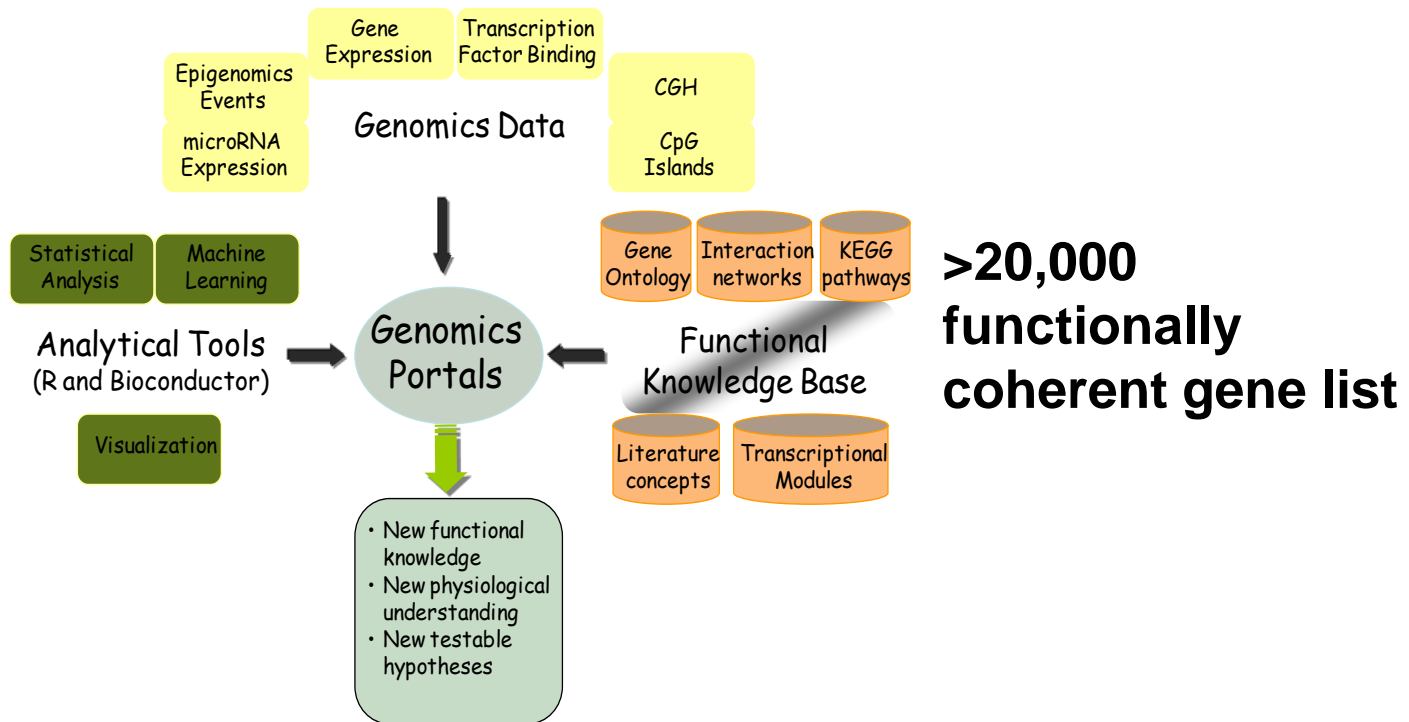 Gene
Expression
Transcription
Factor Binding
Epigenomics
Events
CGH
Genomics Data
microRNA
Expression
CpG
Islands
Statistical
Analysis
Machine
Learning
Gene
Ontology
Interaction
networks
KEGG
pathways
>20,000
functionally
coherent gene list
Analytical Tools
(R and Bioconductor)
Genomics
Portals
Functional
Knowledge Base
Visualization
Literature
concepts
Transcriptional
Modules
• New functional
knowledge
• New physiological
understanding
• New testable
hypotheses